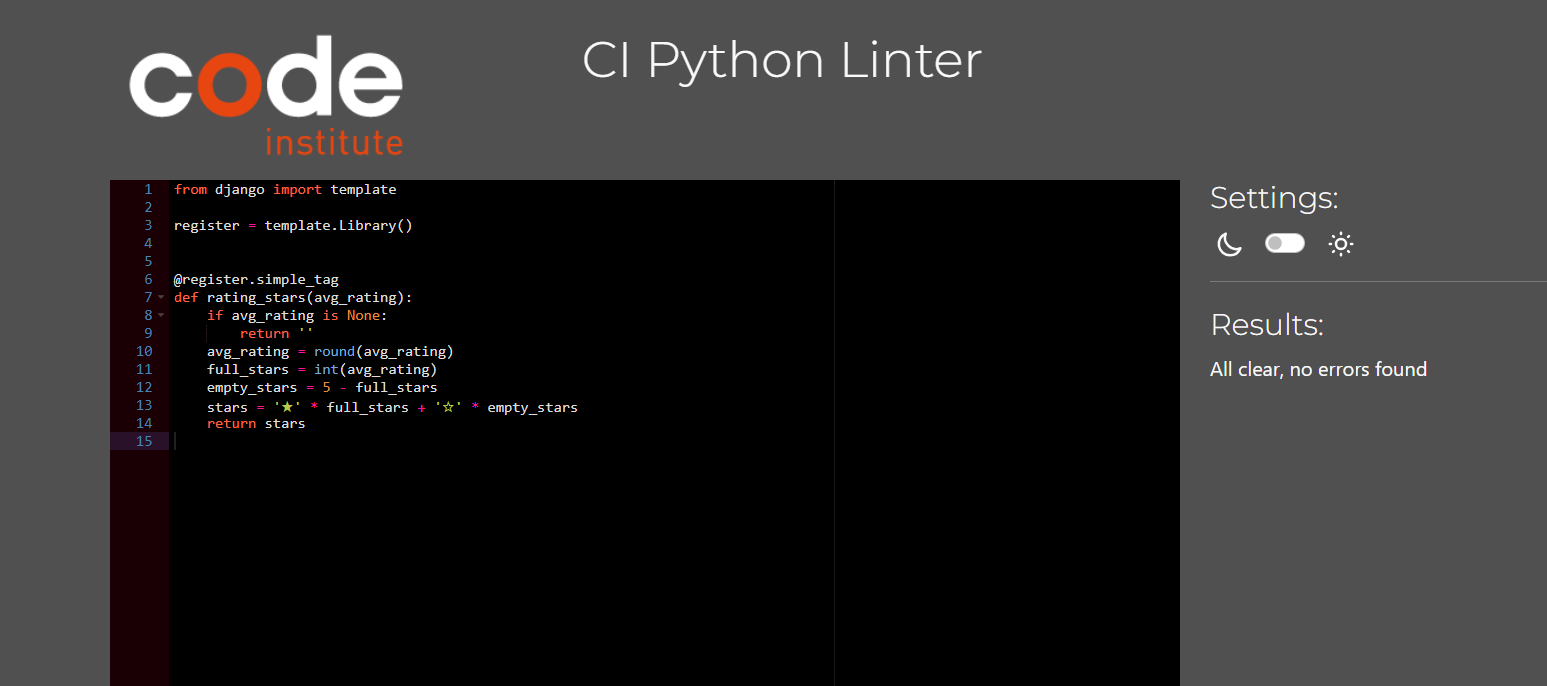 code
institute
CI Python Linter
1 from django import template
2
3 register = template.Library()
4
5
6 @register.simple_tag
7 def rating_stars(avg_rating):
8     if avg_rating is None:
9         return ''
10     avg_rating = round(avg_rating)
11     full_stars = int(avg_rating)
12     empty_stars = 5 - full_stars
13     stars = '★' * full_stars + '☆' * empty_stars
14     return stars
15
Settings:
Results:
All clear, no errors found